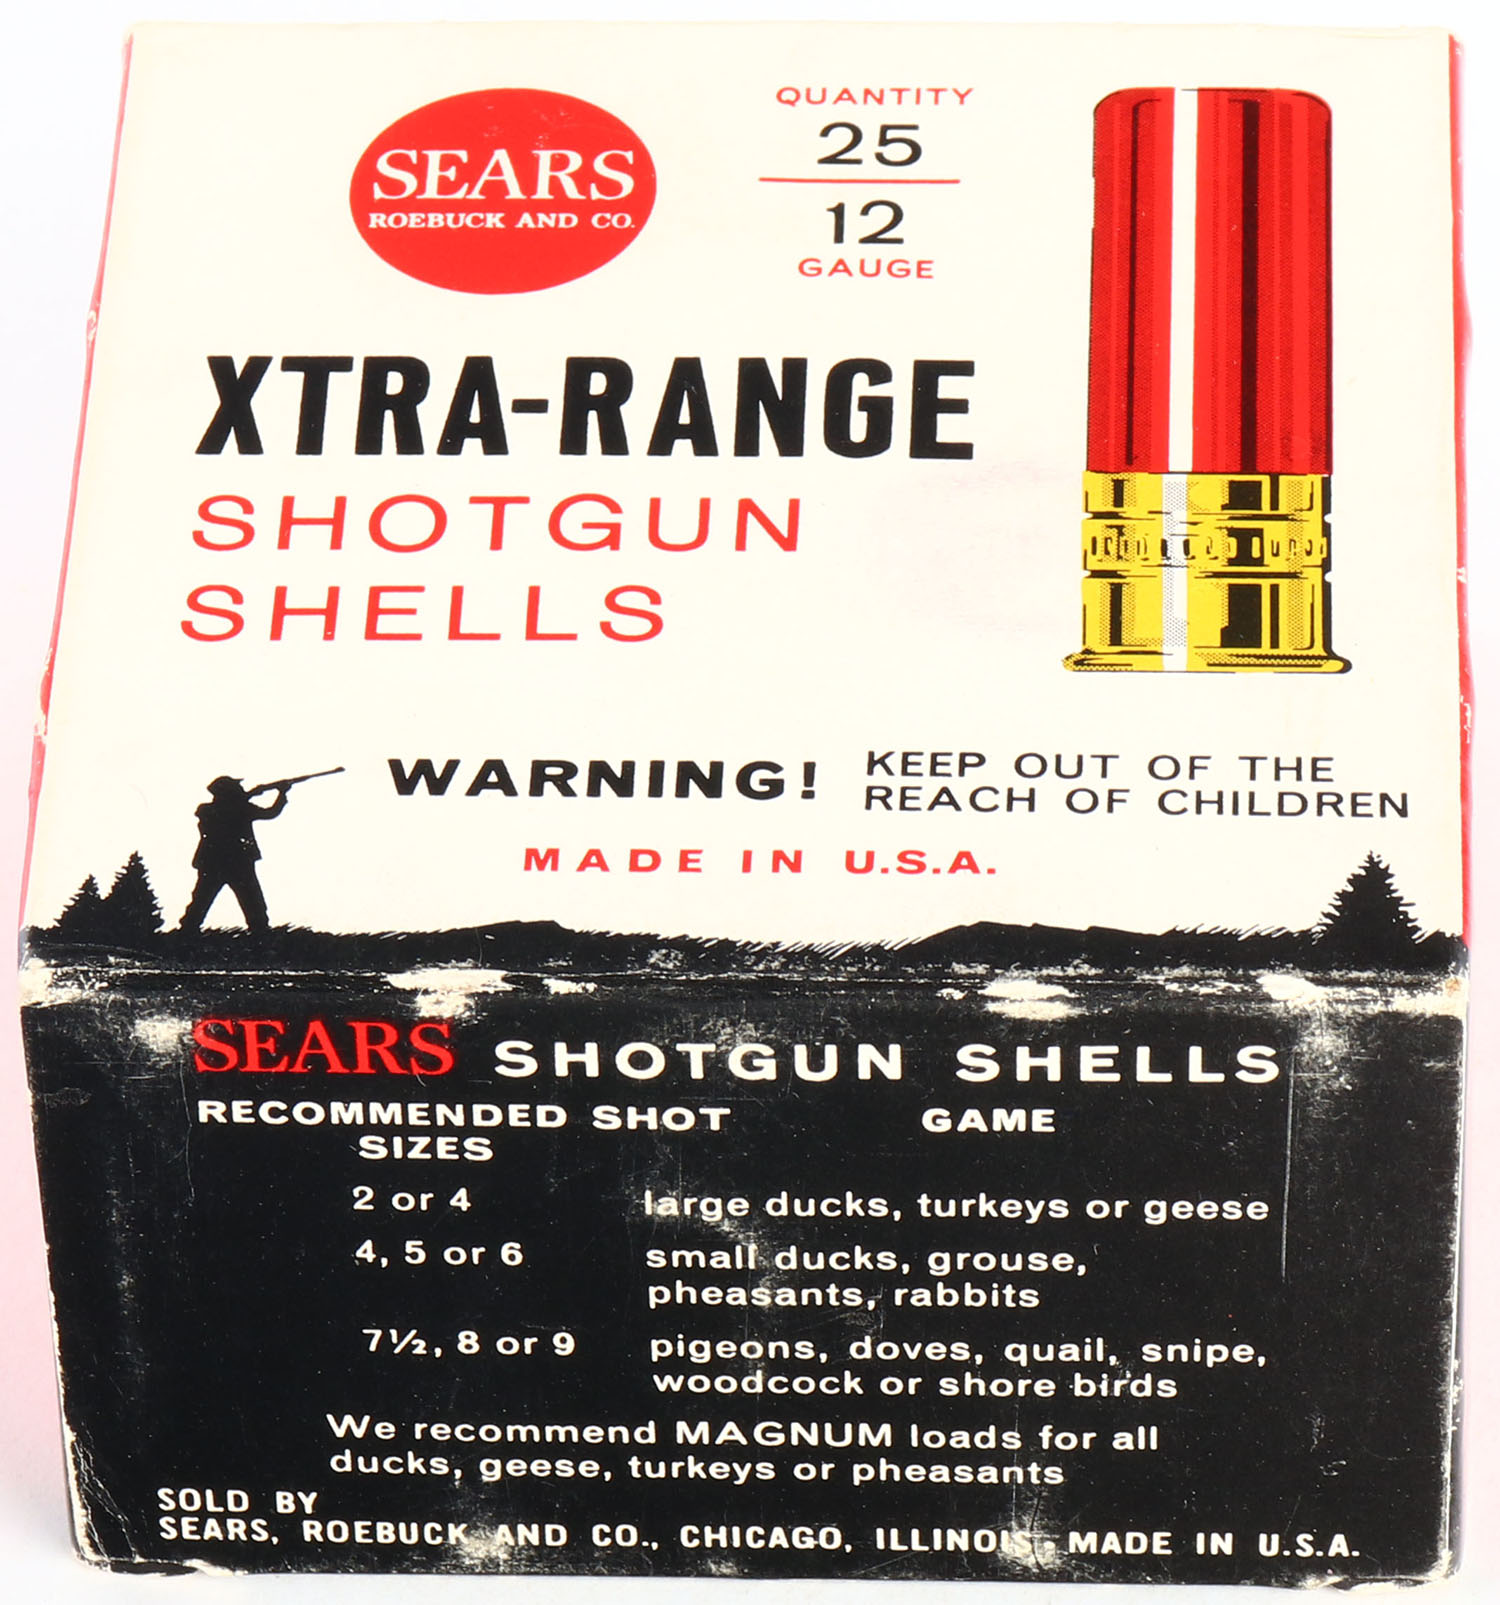 SEARS
ROEBUCK AND CO.
QUANTITY
25
12
GAUGE
XTRA-RANGE
SHOTGUN
SHELLS
WARNING!
KEEP OUT OF THE
REACH OF CHILDREN
MADE IN U.S.A.
SEARS SHOTGUN SHELLS
RECOMMENDED SHOT GAME
SIZES
2 or 4 large ducks, turkeys or geese
4, 5 or 6 small ducks, grouse,
pheasants, rabbits
7½, 8 or 9 pigeons, doves, quail, snipe,
woodcock or shore birds
We recommend MAGNUM loads for all
ducks, geese, turkeys or pheasants
SOLD BY
SEARS, ROEBUCK AND CO., CHICAGO, ILLINOIS. MADE IN U.S.A.